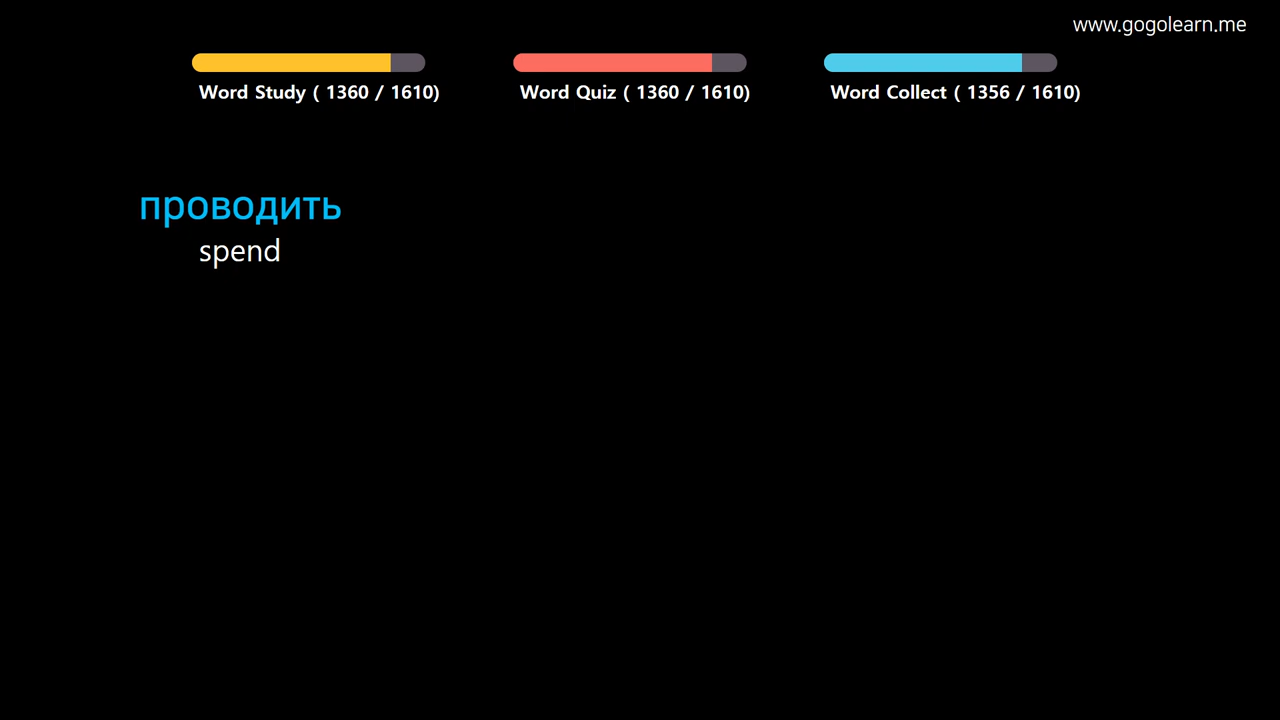 www.gogolearn.me
Word Study ( 1360 / 1610)
Word Quiz ( 1360 / 1610)
Word Collect ( 1356 / 1610)
проводить
spend